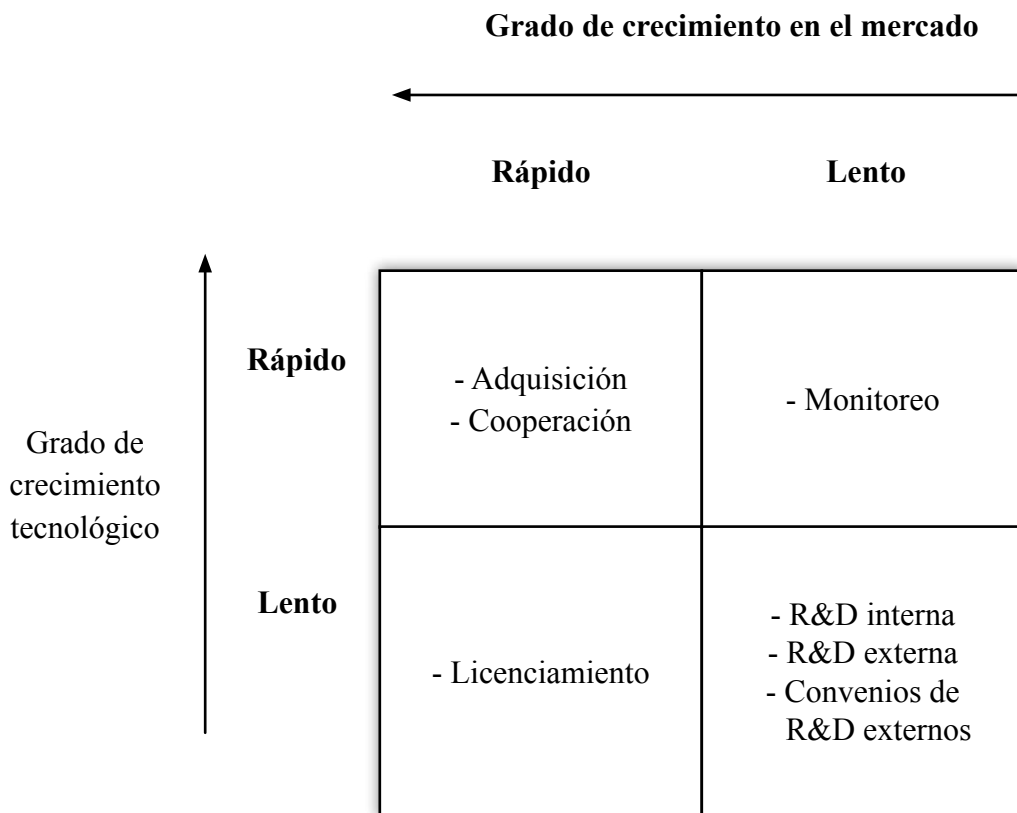 Grado de crecimiento en el mercado
Rápido
Lento
Rápido
- Adquisición
- Cooperación
- Monitoreo
Grado de
crecimiento
tecnológico
Lento
- Licenciamiento
- R&D interna
- R&D externa
- Convenios de
R&D externos